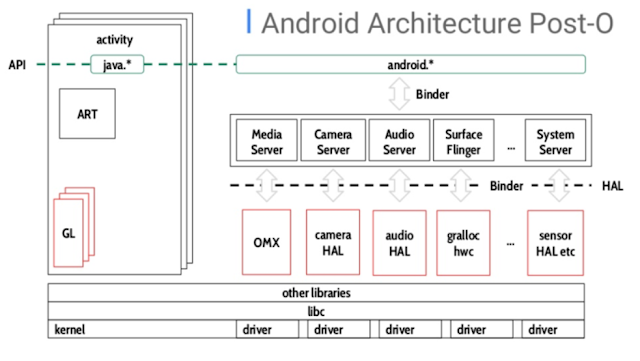 Android Architecture Post-O
activity
API
java.*
android.*
Binder
ART
Media
Server
Camera
Server
Audio
Server
Surface
Flinger
...
System
Server
Binder
HAL
GL
OMX
camera
HAL
audio
HAL
gralloc
hwc
...
sensor
HAL etc
other libraries
libc
kernel
driver
driver
driver
driver
driver